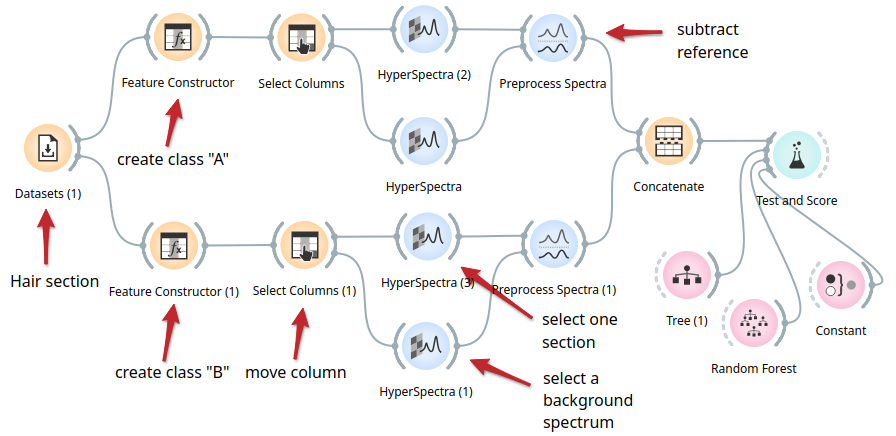 subtract
reference
Feature Constructor
Select Columns
HyperSpectra (2)
Preprocess Spectra
create class "A"
Datasets (1)
HyperSpectra
Concatenate
Test and Score
Hair section
Feature Constructor (1)
Select Columns (1)
HyperSpectra (3)
Preprocess Spectra (1)
select one
section
Tree (1)
Random Forest
Constant
create class "B"
move column
HyperSpectra (1)
select a
background
spectrum